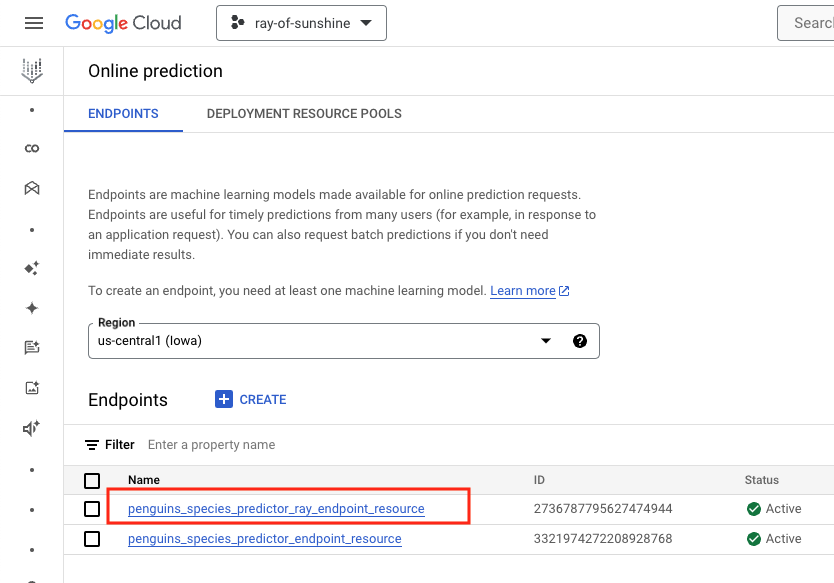 Google Cloud
ray-of-sunshine
Search
Online prediction
ENDPOINTS
DEPLOYMENT RESOURCE POOLS
Endpoints are machine learning models made available for online prediction requests.
Endpoints are useful for timely predictions from many users (for example, in response to
an application request). You can also request batch predictions if you don't need
immediate results.
To create an endpoint, you need at least one machine learning model. Learn more
Region
us-central1 (Iowa)
?
Endpoints
+ CREATE
Filter Enter a property name
Name ID Status
penguins_species_predictor_ray_endpoint_resource 2736787795627474944 Active
penguins_species_predictor_endpoint_resource 3321974272208928768 Active